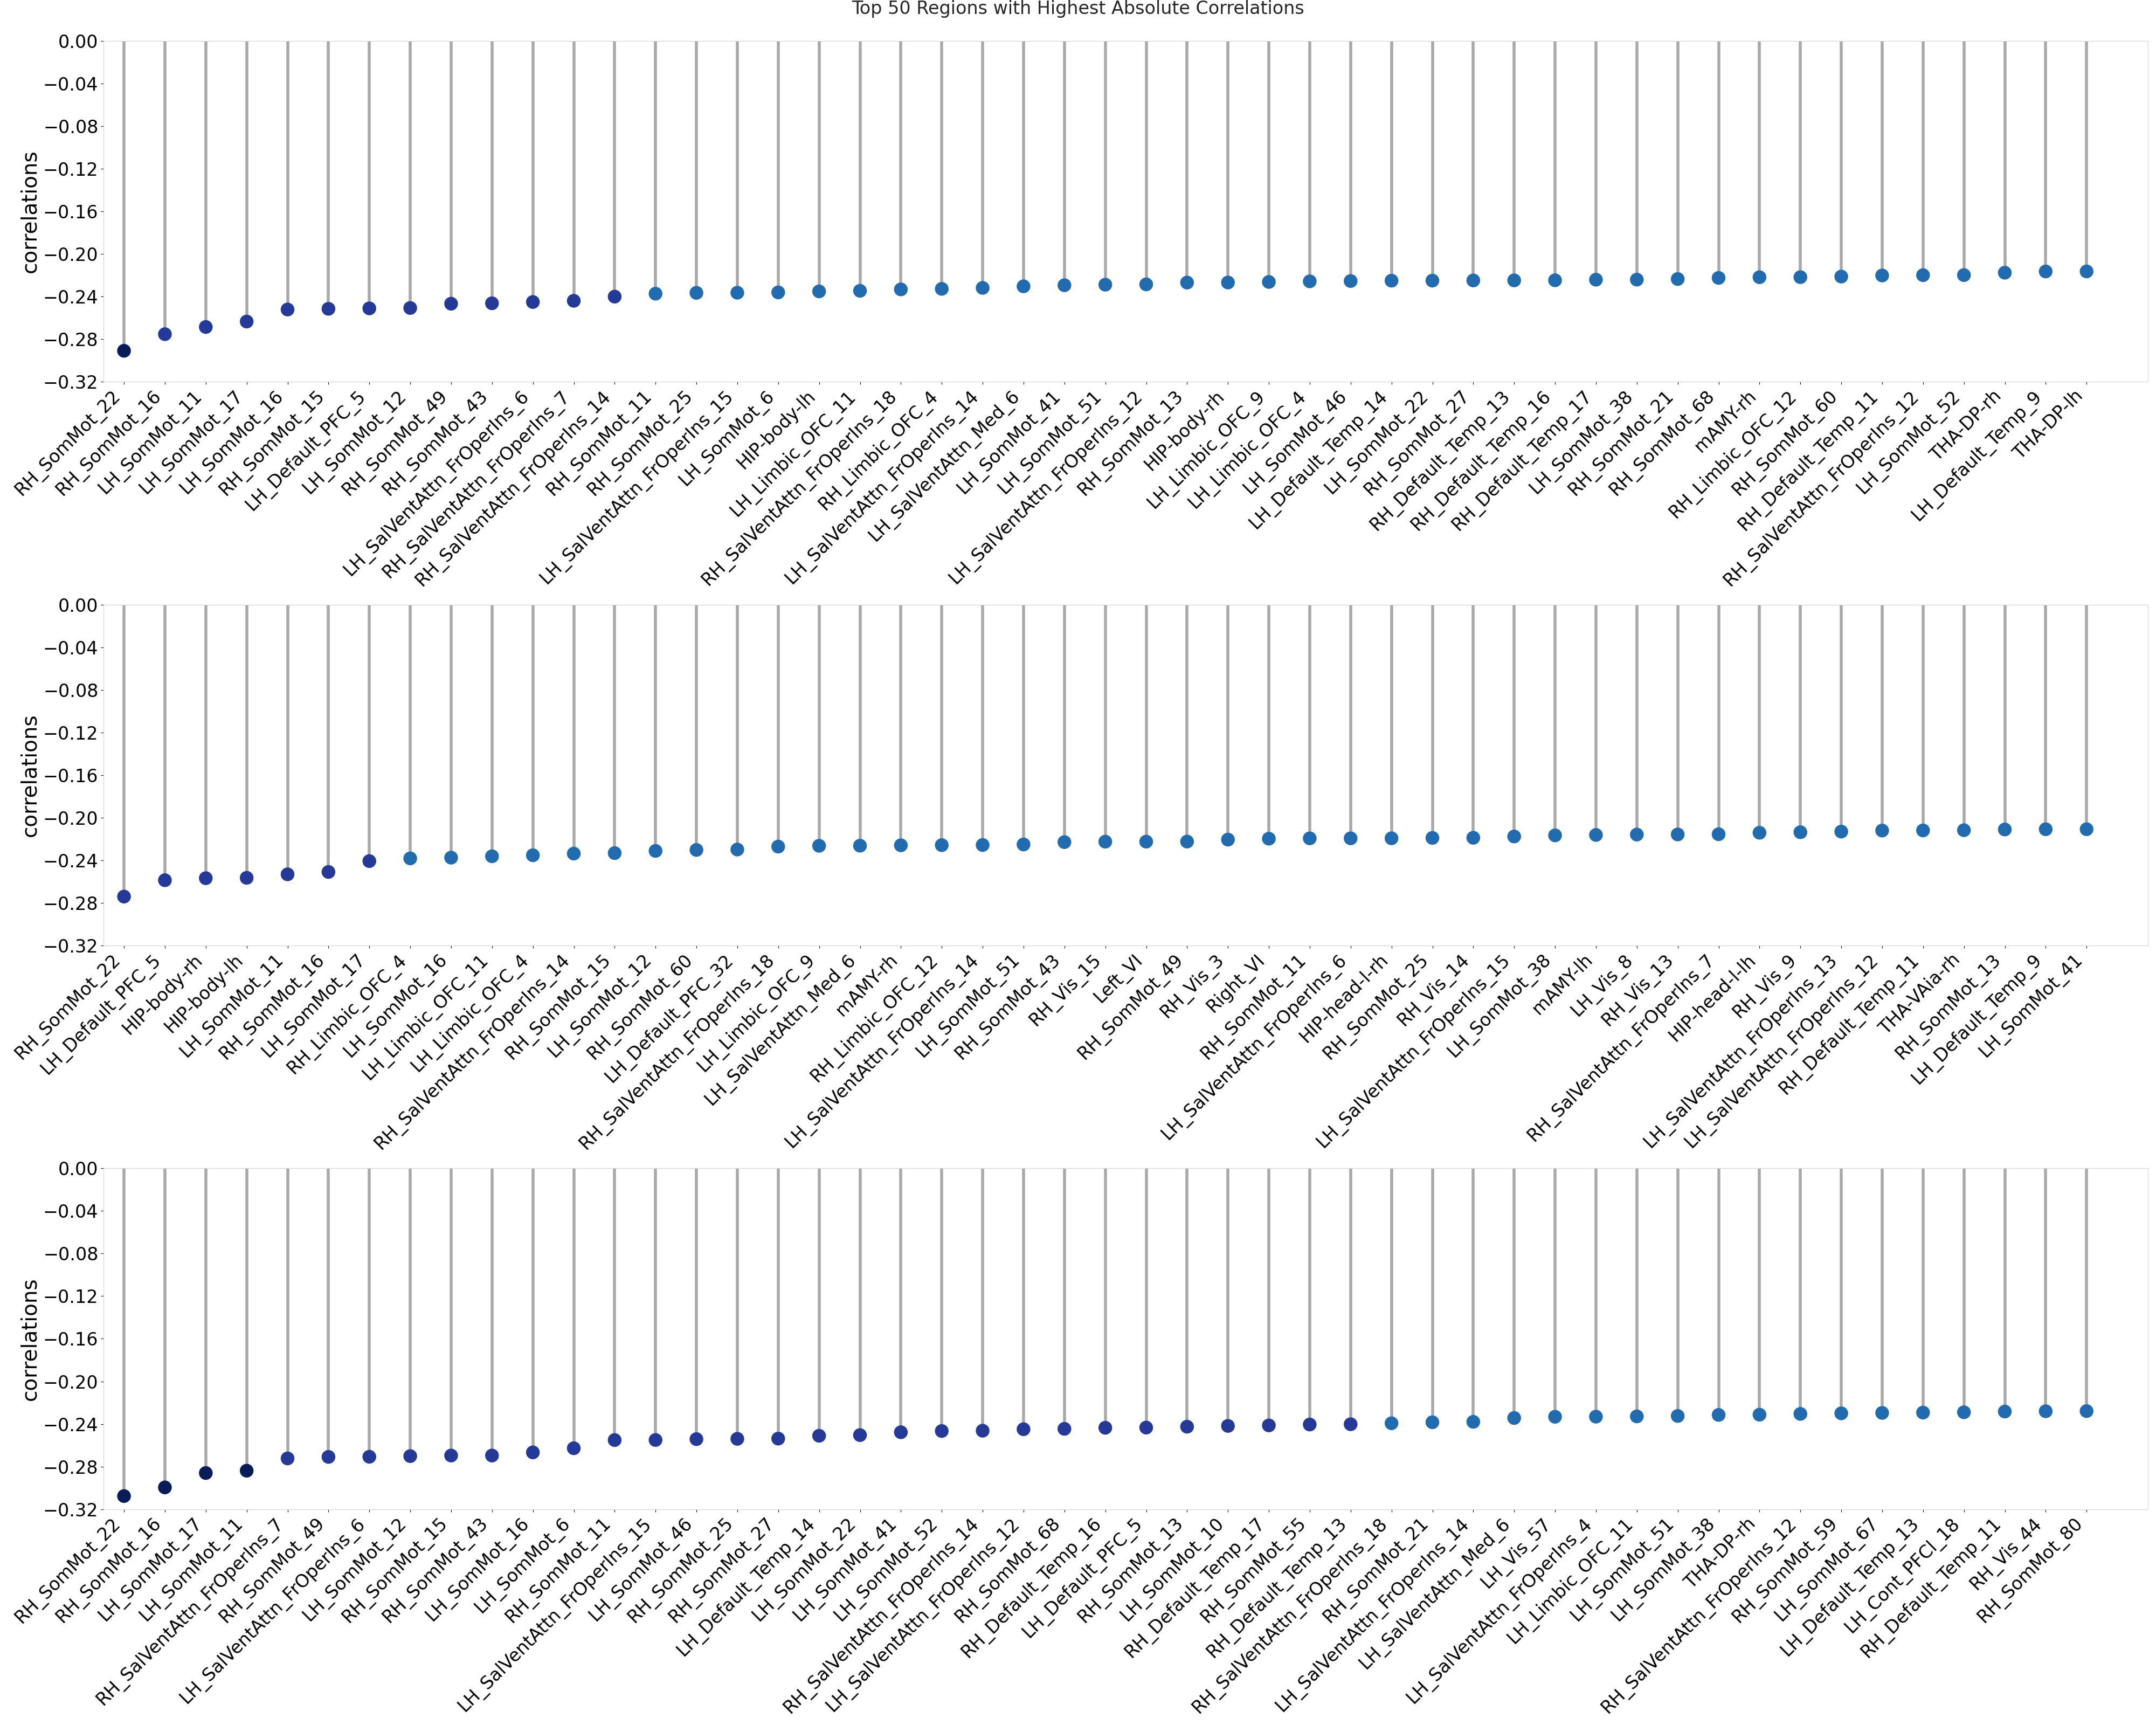 Top 50 Regions with Highest Absolute Correlations
correlations
0.00
−0.04
−0.08
−0.12
−0.16
−0.20
−0.24
−0.28
−0.32
RH_SomMot_22
RH_SomMot_16
LH_SomMot_11
LH_SomMot_17
LH_SomMot_16
RH_SomMot_15
LH_Default_PFC_5
LH_SomMot_12
RH_SomMot_49
RH_SomMot_43
LH_SalVentAttn_FrOperIns_6
RH_SalVentAttn_FrOperIns_7
RH_SalVentAttn_FrOperIns_14
RH_SomMot_11
RH_SomMot_25
LH_SalVentAttn_FrOperIns_15
LH_SomMot_6
HIP-body-lh
LH_Limbic_OFC_11
RH_SalVentAttn_FrOperIns_18
RH_Limbic_OFC_4
LH_SalVentAttn_FrOperIns_14
LH_SalVentAttn_Med_6
LH_SomMot_41
LH_SomMot_51
LH_SalVentAttn_FrOperIns_12
RH_SomMot_13
HIP-body-rh
LH_Limbic_OFC_9
LH_Limbic_OFC_4
LH_SomMot_46
LH_Default_Temp_14
LH_SomMot_22
RH_SomMot_27
RH_Default_Temp_13
RH_Default_Temp_16
RH_Default_Temp_17
LH_SomMot_38
RH_SomMot_21
RH_SomMot_68
mAMY-rh
RH_Limbic_OFC_12
RH_SomMot_60
RH_Default_Temp_11
RH_SalVentAttn_FrOperIns_12
LH_SomMot_52
THA-DP-rh
LH_Default_Temp_9
THA-DP-lh
correlations
0.00
−0.04
−0.08
−0.12
−0.16
−0.20
−0.24
−0.28
−0.32
RH_SomMot_22
LH_Default_PFC_5
HIP-body-rh
HIP-body-lh
LH_SomMot_11
RH_SomMot_16
LH_SomMot_17
RH_Limbic_OFC_4
LH_SomMot_16
LH_Limbic_OFC_11
LH_Limbic_OFC_4
RH_SalVentAttn_FrOperIns_14
RH_SomMot_15
LH_SomMot_12
RH_SomMot_60
LH_Default_PFC_32
RH_SalVentAttn_FrOperIns_18
LH_Limbic_OFC_9
LH_SalVentAttn_Med_6
mAMY-rh
RH_Limbic_OFC_12
LH_SalVentAttn_FrOperIns_14
LH_SomMot_51
RH_SomMot_43
RH_Vis_15
Left_VI
RH_SomMot_49
RH_Vis_3
Right_VI
RH_SomMot_11
LH_SalVentAttn_FrOperIns_6
HIP-head-l-rh
RH_SomMot_25
RH_Vis_14
LH_SalVentAttn_FrOperIns_15
LH_SomMot_38
mAMY-lh
LH_Vis_8
RH_Vis_13
RH_SalVentAttn_FrOperIns_7
HIP-head-l-lh
RH_Vis_9
LH_SalVentAttn_FrOperIns_13
LH_SalVentAttn_FrOperIns_12
RH_Default_Temp_11
THA-VAia-rh
RH_SomMot_13
LH_Default_Temp_9
LH_SomMot_41
correlations
0.00
−0.04
−0.08
−0.12
−0.16
−0.20
−0.24
−0.28
−0.32
RH_SomMot_22
RH_SomMot_16
LH_SomMot_17
LH_SomMot_11
RH_SalVentAttn_FrOperIns_7
RH_SomMot_49
LH_SalVentAttn_FrOperIns_6
LH_SomMot_12
RH_SomMot_15
RH_SomMot_43
LH_SomMot_16
LH_SomMot_6
RH_SomMot_11
LH_SalVentAttn_FrOperIns_15
LH_SomMot_46
RH_SomMot_25
RH_SomMot_27
LH_Default_Temp_14
LH_SomMot_22
LH_SomMot_41
LH_SomMot_52
RH_SalVentAttn_FrOperIns_14
LH_SalVentAttn_FrOperIns_12
RH_SomMot_68
RH_Default_Temp_16
LH_Default_PFC_5
RH_SomMot_13
LH_SomMot_10
RH_Default_Temp_17
RH_SomMot_55
RH_Default_Temp_13
RH_SalVentAttn_FrOperIns_18
RH_SomMot_21
LH_SalVentAttn_FrOperIns_14
LH_SalVentAttn_Med_6
LH_Vis_57
LH_SalVentAttn_FrOperIns_4
LH_Limbic_OFC_11
LH_SomMot_51
LH_SomMot_38
THA-DP-rh
RH_SalVentAttn_FrOperIns_12
RH_SomMot_59
LH_SomMot_67
LH_Default_Temp_13
LH_Cont_PFCl_18
RH_Default_Temp_11
RH_Vis_44
RH_SomMot_80